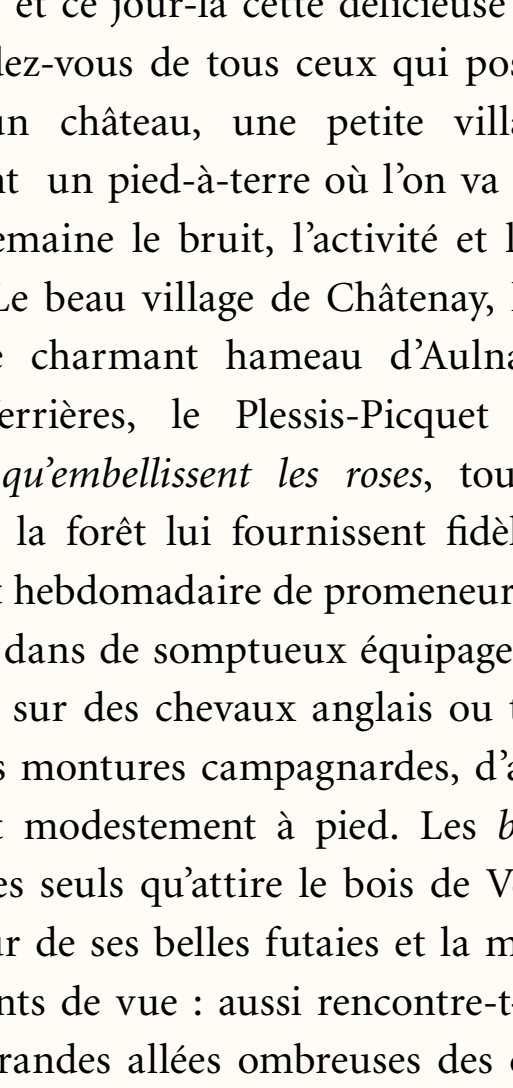 et ce jour-là cette délicieuse
dez-vous de tous ceux qui pos
un château, une petite vill
nt un pied-à-terre où l’on va
emaine le bruit, l’activité et l
Le beau village de Châtenay,
e charmant hameau d’Aulna
errières, le Plessis-Picquet
qu’embellissent les roses, tou
la forêt lui fournissent fidèl
t hebdomadaire de promeneur
dans de somptueux équipage
sur des chevaux anglais ou t
s montures campagnardes, d’a
t modestement à pied. Les b
es seuls qu’attire le bois de Ve
ur de ses belles futaies et la m
nts de vue : aussi rencontre-t-
randes allées ombreuses des